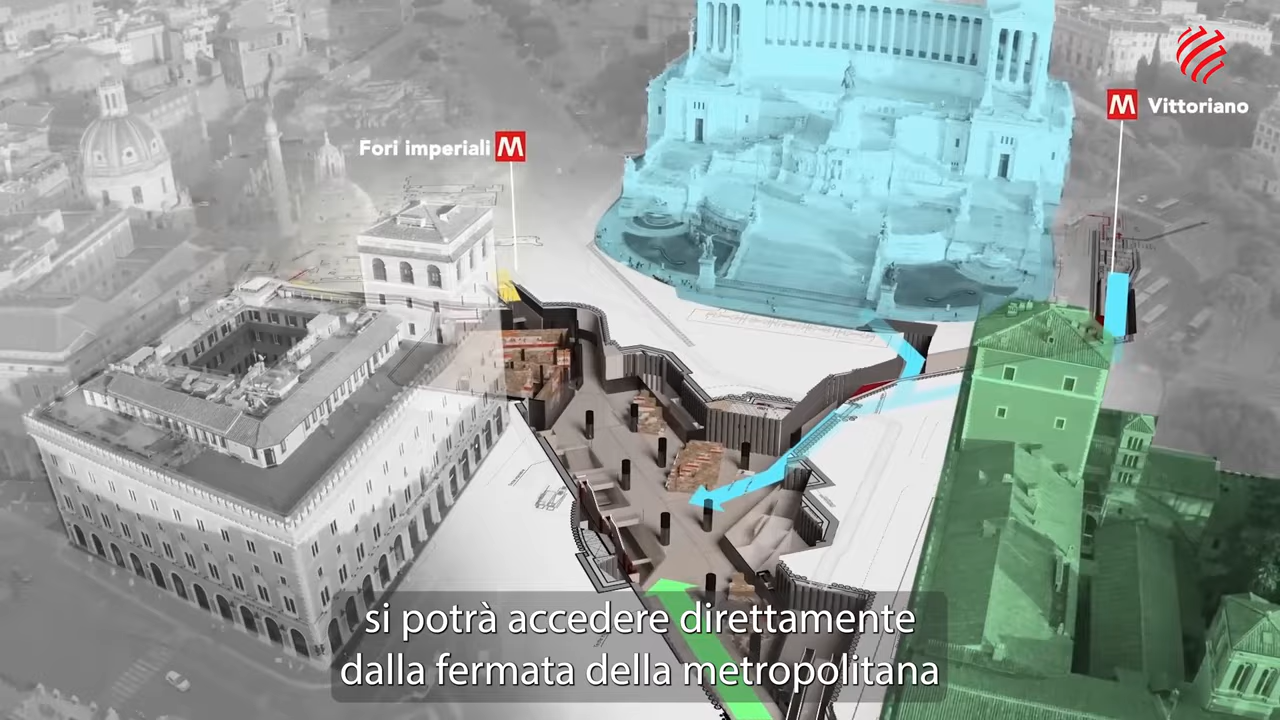 Fori imperiali M
M Vittoriano
si potrà accedere direttamente
dalla fermata della metropolitana